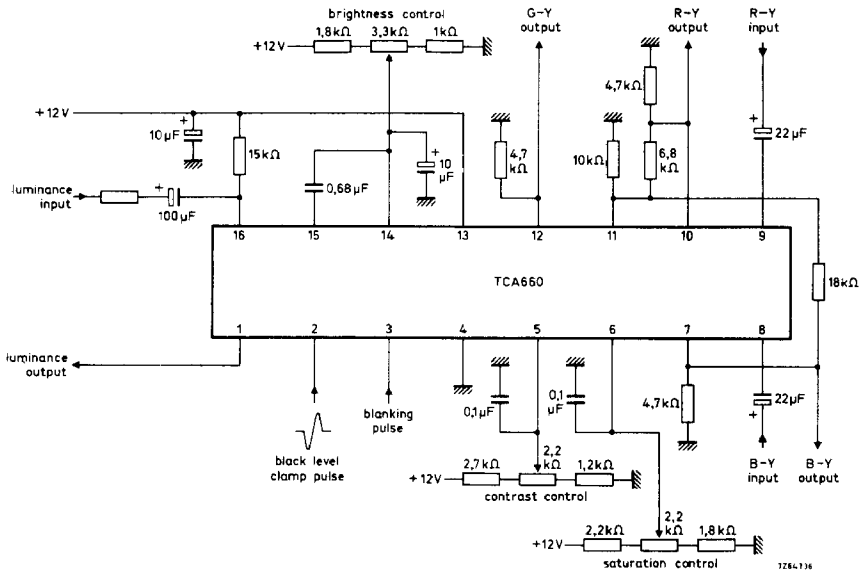 brightness control
G-Y output
R-Y output
R-Y input
1,8kΩ 3,3kΩ 1kΩ
+12V
4,7kΩ
+12V
10µF
+
15kΩ
+
10 µF
4,7 kΩ
10kΩ
6,8 kΩ
+
22µF
luminance input
+
100µF
0,68µF
16 15 14 13 12 11 10 9
TCA660
18kΩ
1 2 3 4 5 6 7 8
luminance output
0,1µF
0,1 µF
4,7kΩ
22µF
+
blanking pulse
black level clamp pulse
B-Y input
B-Y output
2,7kΩ 2,2 kΩ 1,2kΩ
+12V
contrast control
2,2kΩ 2,2 kΩ 1,8kΩ
+12V
saturation control